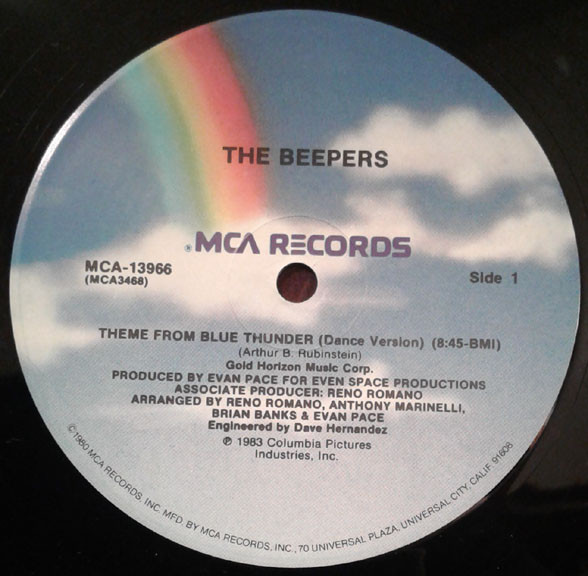 THE BEEPERS
® MCA RECORDS
MCA-13966
(MCA3468)
Side 1
THEME FROM BLUE THUNDER (Dance Version) (8:45-BMI)
(Arthur B. Rubinstein)
Gold Horizon Music Corp.
PRODUCED BY EVAN PACE FOR EVEN SPACE PRODUCTIONS
ASSOCIATE PRODUCER: RENO ROMANO
ARRANGED BY RENO ROMANO, ANTHONY MARINELLI,
BRIAN BANKS & EVAN PACE
Engineered by Dave Hernandez
℗ 1983 Columbia Pictures
Industries, Inc.
©1980 MCA RECORDS, INC. MFD. BY MCA RECORDS, INC., 70 UNIVERSAL PLAZA, UNIVERSAL CITY, CALIF. 91608